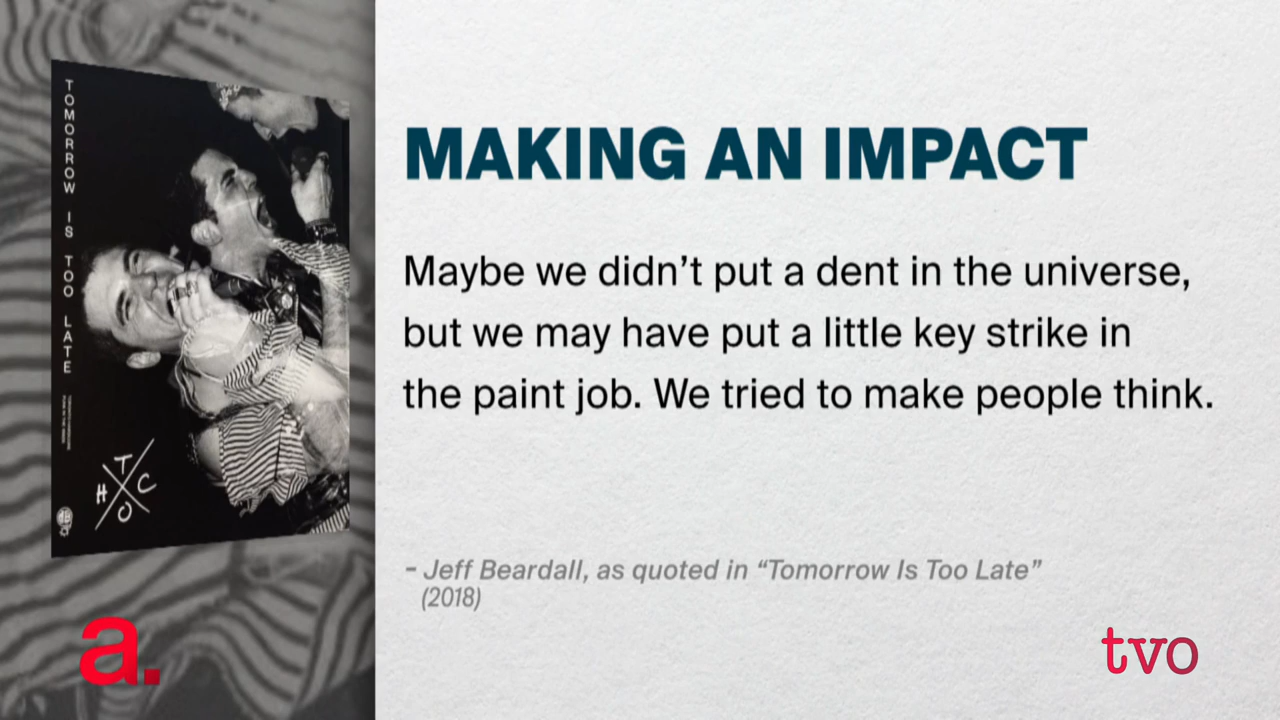 TOMORROW IS TOO LATE
T
H C
O
MAKING AN IMPACT
Maybe we didn’t put a dent in the universe,
but we may have put a little key strike in
the paint job. We tried to make people think.
– Jeff Beardall, as quoted in “Tomorrow Is Too Late”
(2018)
a.
tvo